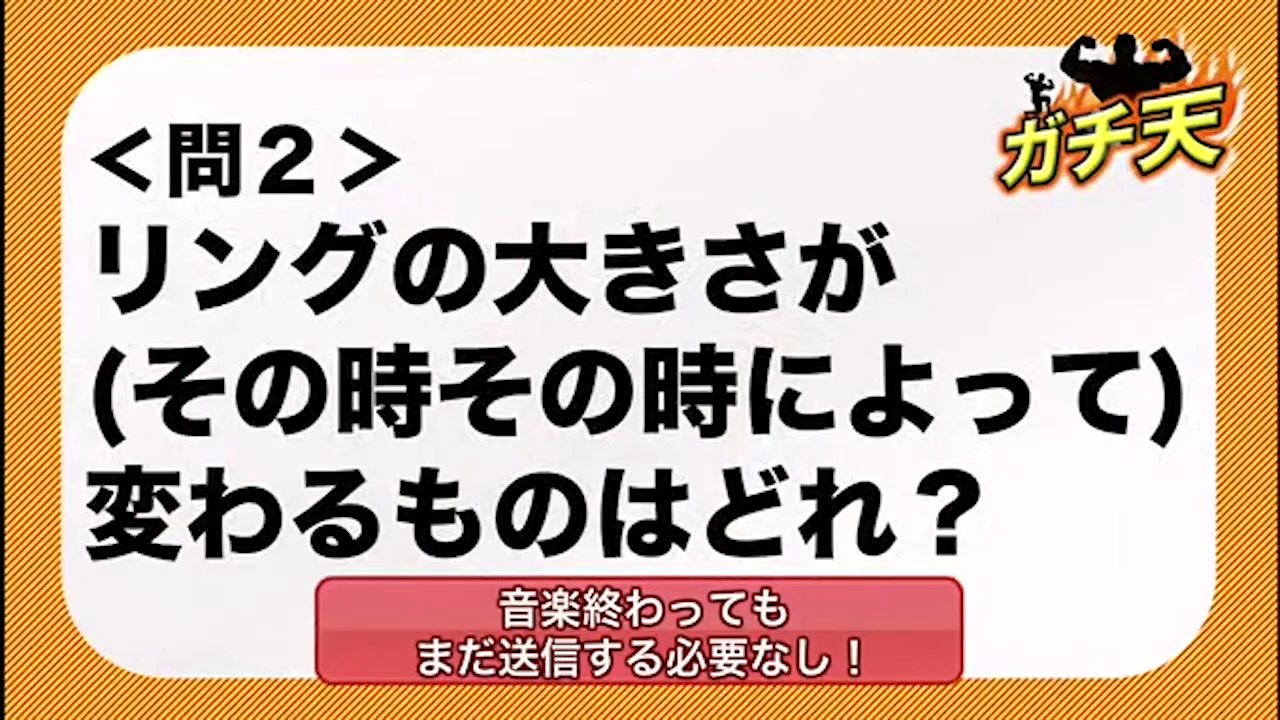 ガチ天
＜問２＞
リングの大きさが
(その時その時によって)
変わるものはどれ？
音楽終わっても
まだ送信する必要なし！